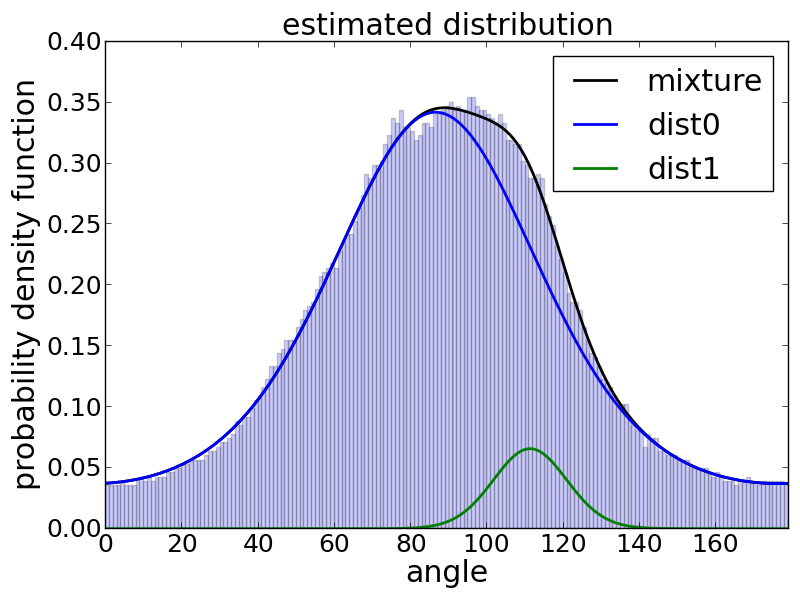 estimated distribution
0.40
0.35
0.30
0.25
0.20
0.15
0.10
0.05
0.00
probability density function
mixture
dist0
dist1
0 20 40 60 80 100 120 140 160
angle